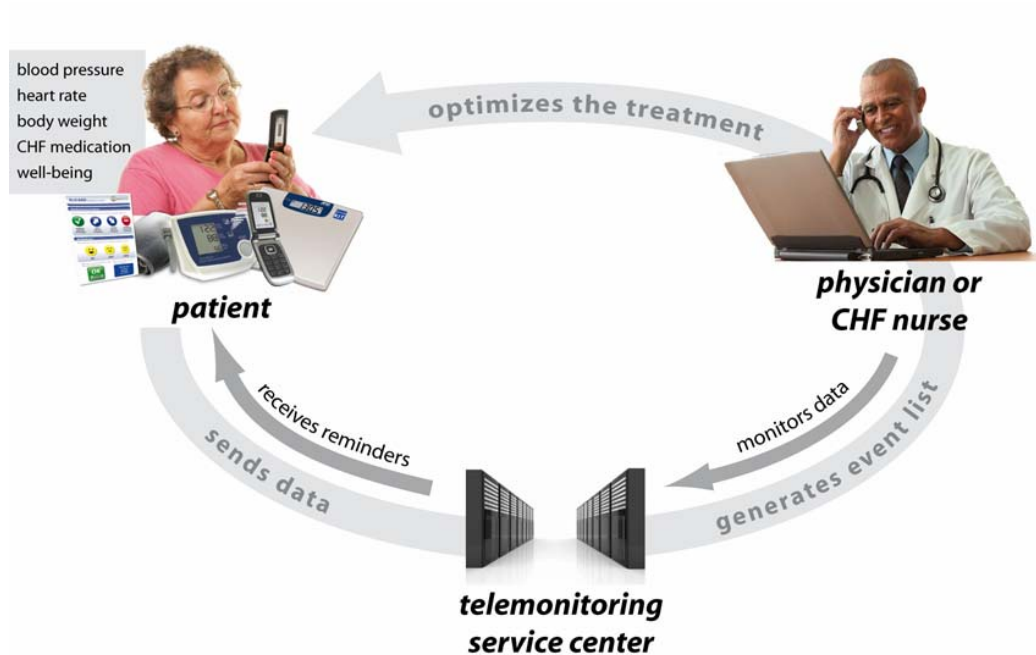 blood pressure
heart rate
body weight
CHF medication
well-being
optimizes the treatment
patient
physician or
CHF nurse
receives reminders
sends data
monitors data
generates event list
telemonitoring
service center